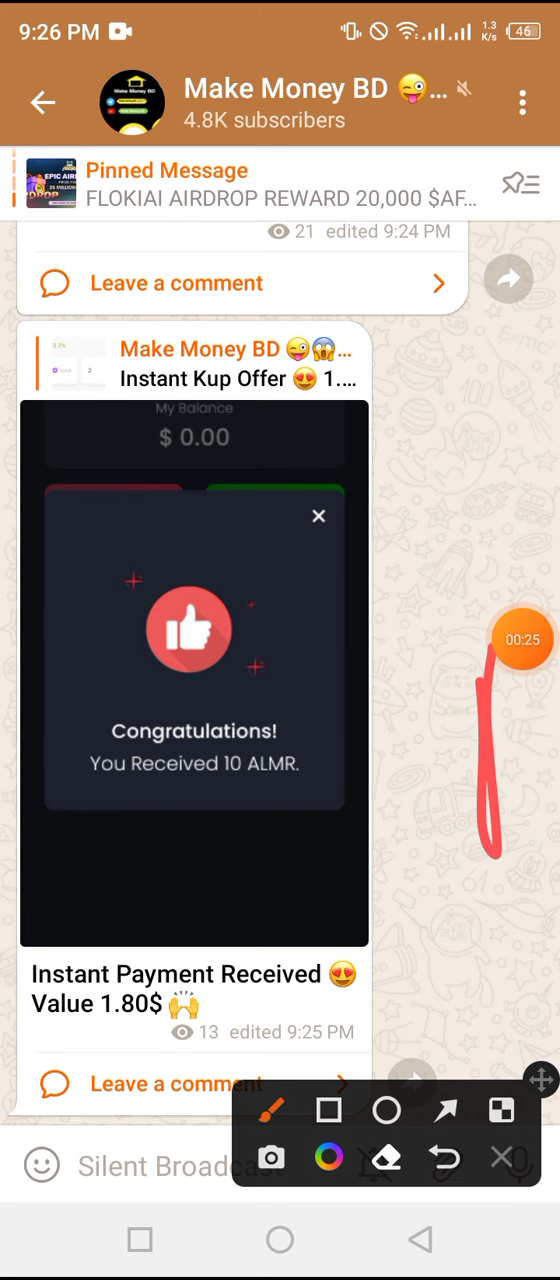 9:26 PM
1.3
K/s
46
Make Money BD 😜...
4.8K subscribers
Pinned Message
FLOKIAI AIRDROP REWARD 20,000 $AF...
21 edited 9:24 PM
Leave a comment
Make Money BD 😜😱...
Instant Kup Offer 😍 1....
My Balance
$ 0.00
Congratulations!
You Received 10 ALMR.
00:25
Instant Payment Received 😍
Value 1.80$ 🙌
13 edited 9:25 PM
Leave a comment
Silent Broadcast